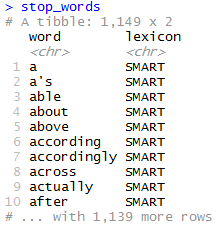 > stop_words
# A tibble: 1,149 x 2
word lexicon
<chr> <chr>
1 a SMART
2 a's SMART
3 able SMART
4 about SMART
5 above SMART
6 according SMART
7 accordingly SMART
8 across SMART
9 actually SMART
10 after SMART
# ... with 1,139 more rows